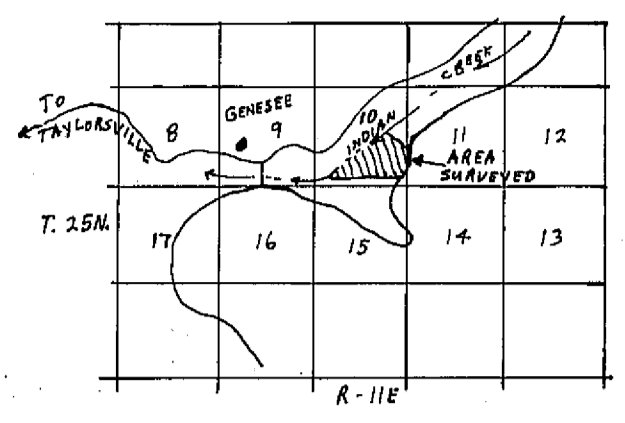 CREEK
TO
TAYLORSVILLE
8
GENESEE
9
10
INDIAN
11
12
AREA
SURVEYED
T. 25N.
17
16
15
14
13
R-11E